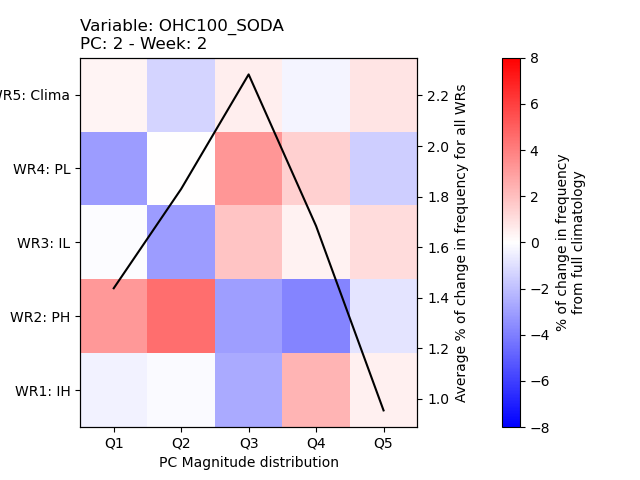 Variable: OHC100_SODA
PC: 2 - Week: 2
R5: Clima
WR4: PL
WR3: IL
WR2: PH
WR1: IH
Q1 Q2 Q3 Q4 Q5
PC Magnitude distribution
2.2
2.0
1.8
1.6
1.4
1.2
1.0
Average % of change in frequency for all WRs
8
6
4
2
0
−2
−4
−6
−8
% of change in frequency
from full climatology